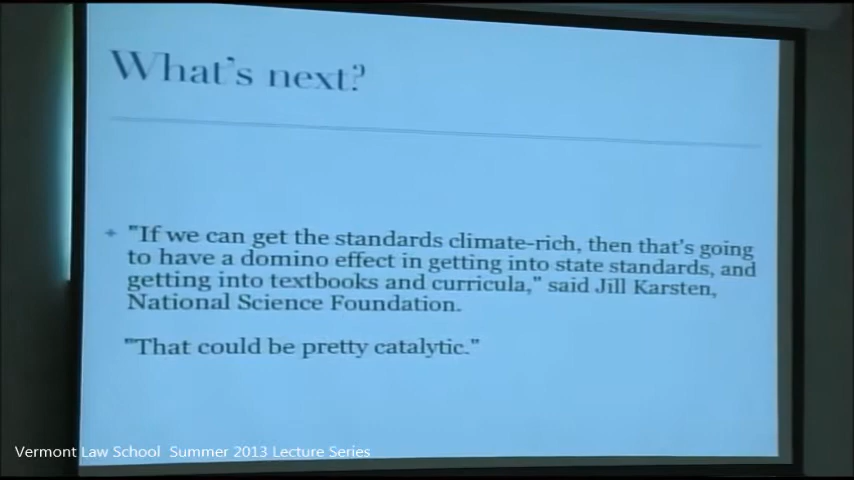 What's next?
"If we can get the standards climate-rich, then that's going
to have a domino effect in getting into state standards, and
getting into textbooks and curricula," said Jill Karsten,
National Science Foundation.
"That could be pretty catalytic."
Vermont Law School  Summer 2013 Lecture Series